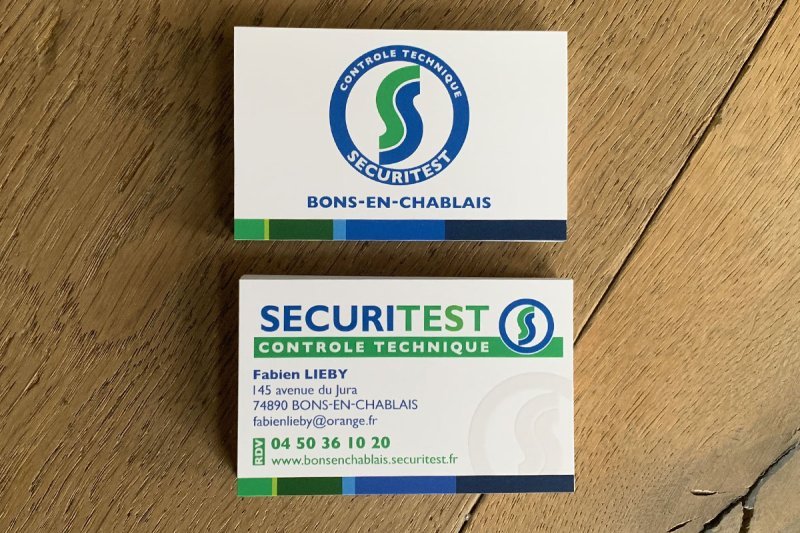 CONTROLE TECHNIQUE
SECURITEST
BONS-EN-CHABLAIS
SECURITEST
CONTROLE TECHNIQUE
Fabien LIEBY
145 avenue du Jura
74890 BONS-EN-CHABLAIS
fabienlieby@orange.fr
RDV 04 50 36 10 20
www.bonsenchablais.securitest.fr